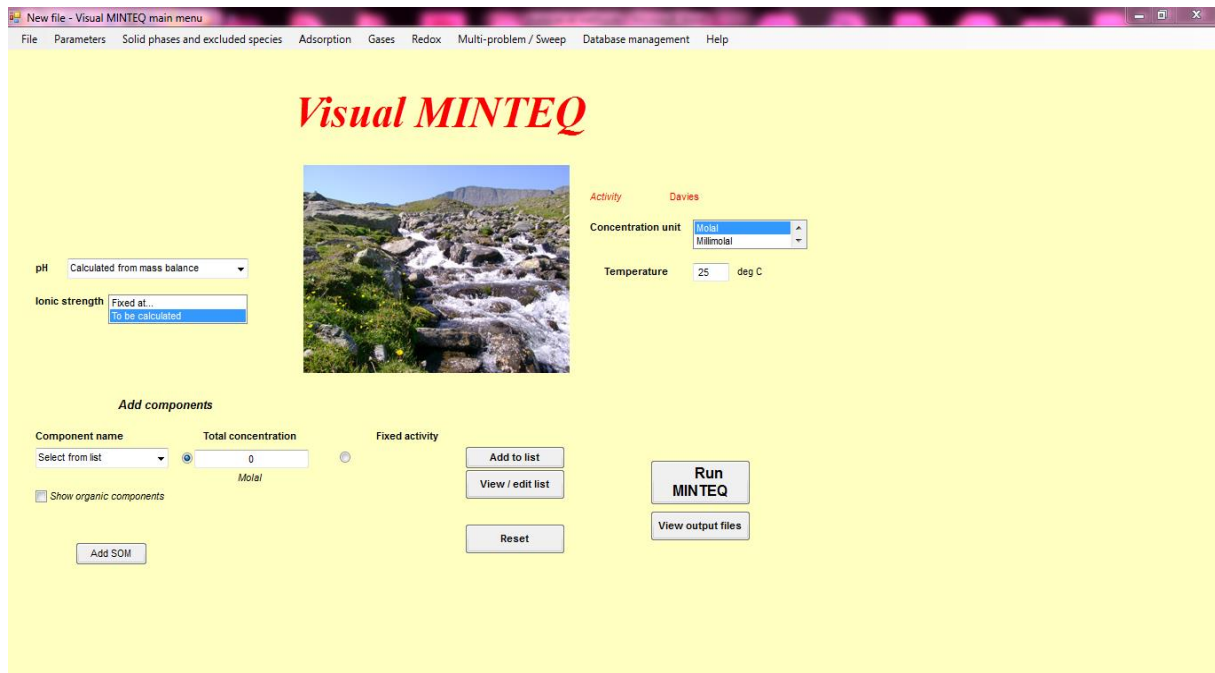 New file - Visual MINTEQ main menu
File Parameters Solid phases and excluded species Adsorption Gases Redox Multi-problem / Sweep Database management Help
Visual MINTEQ
Activity Davies
Concentration unit Molal
Millimolal
pH Calculated from mass balance
Temperature 25 deg C
Ionic strength Fixed at...
To be calculated
Add components
Component name Total concentration Fixed activity
Select from list 0 Add to list
Molal
View / edit list
Show organic components
Run
MINTEQ
View output files
Reset
Add SOM